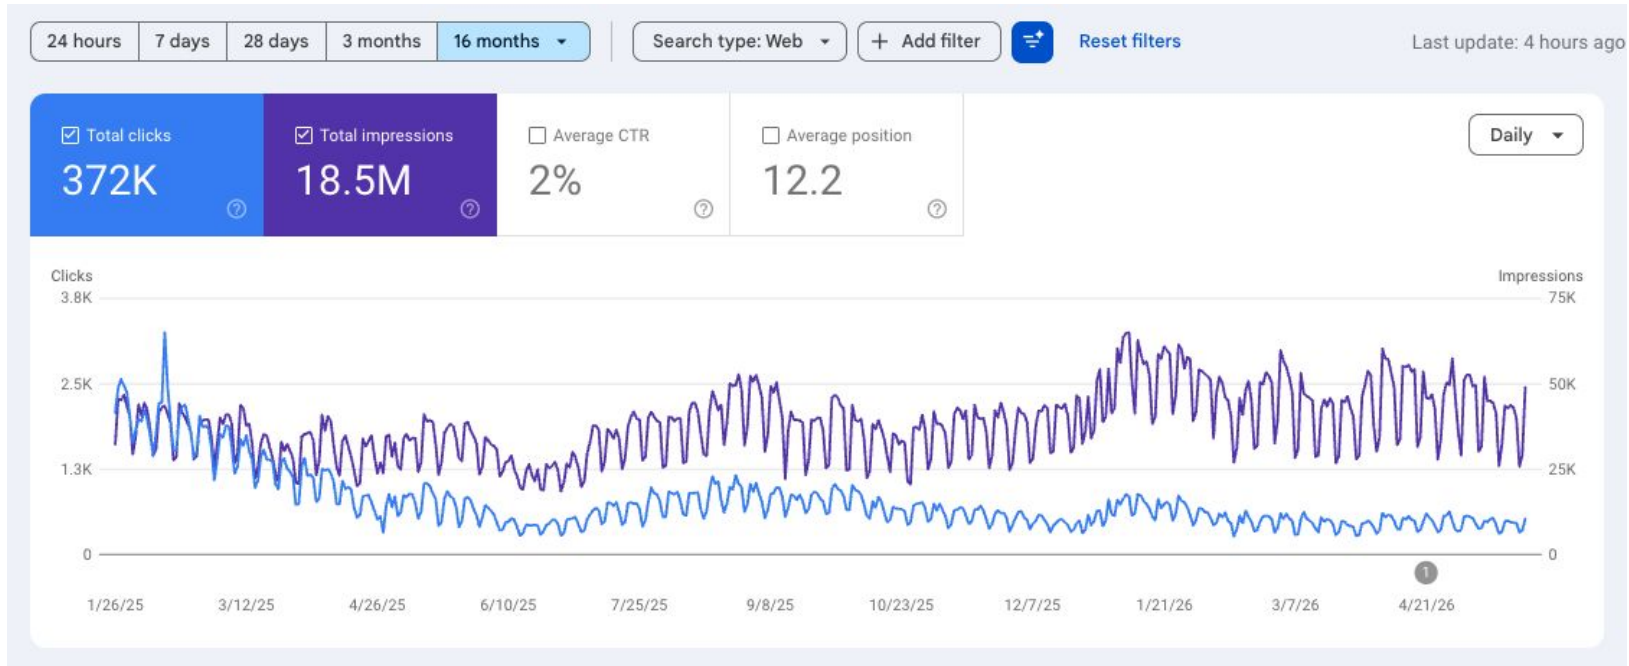 24 hours 7 days 28 days 3 months 16 months Search type: Web + Add filter Reset filters Last update: 4 hours ago
Total clicks Total impressions Average CTR Average position Daily
372K 18.5M 2% 12.2
Clicks Impressions
3.8K 75K
2.5K 50K
1.3K 25K
0 0
1
1/26/25 3/12/25 4/26/25 6/10/25 7/25/25 9/8/25 10/23/25 12/7/25 1/21/26 3/7/26 4/21/26